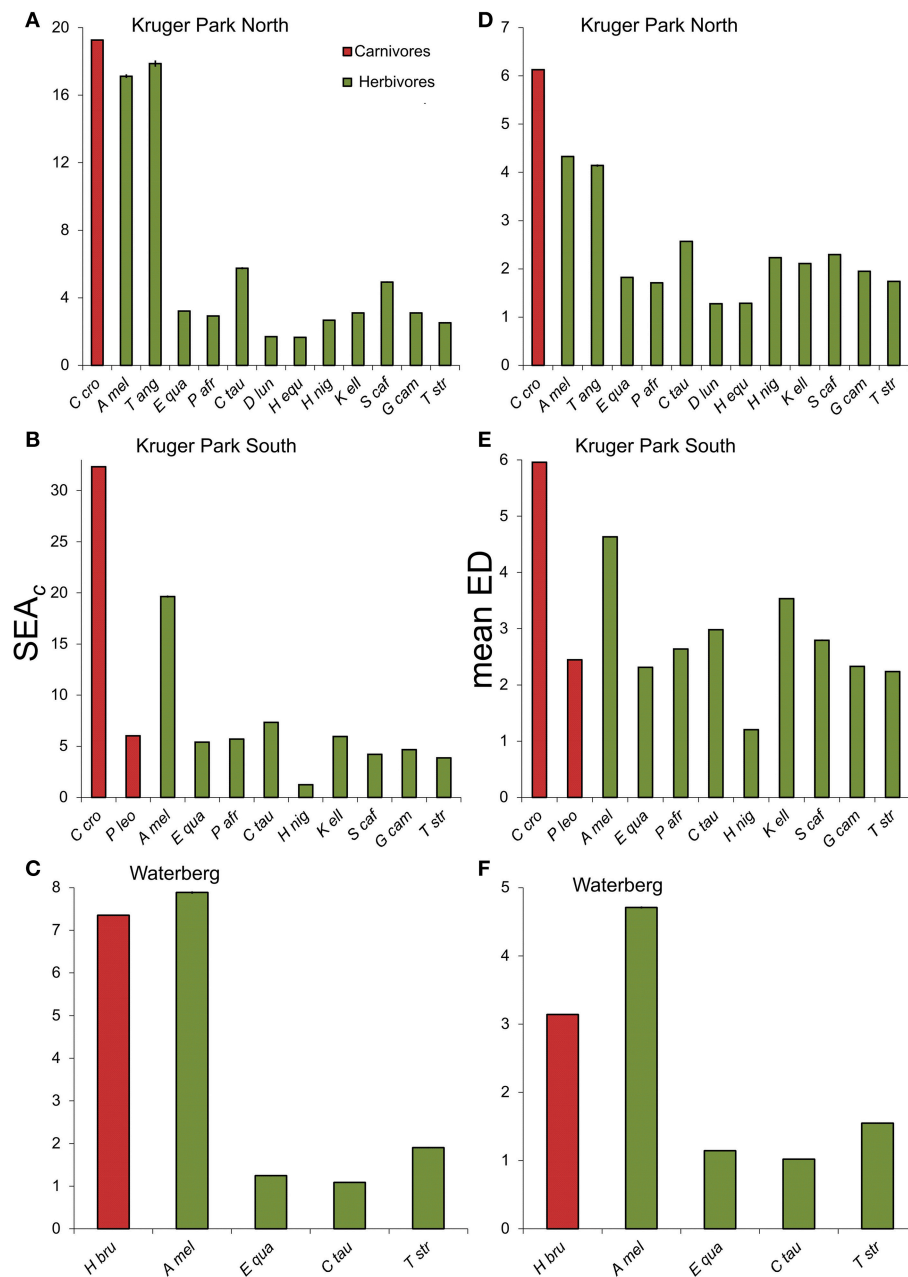 A
Kruger Park North
20
16
12
8
4
0
Carnivores
Herbivores
C cro
A mel
T ang
E qua
P afr
C tau
D lun
H equ
H nig
K ell
S caf
G cam
T str
D
Kruger Park North
7
6
5
4
3
2
1
0
C cro
A mel
T ang
E qua
P afr
C tau
D lun
H equ
H nig
K ell
S caf
G cam
T str
B
Kruger Park South
SEAc
30
25
20
15
10
5
0
C cro
P leo
A mel
E qua
P afr
C tau
H nig
K ell
S caf
G cam
T str
E
Kruger Park South
mean ED
6
5
4
3
2
1
0
C cro
P leo
A mel
E qua
P afr
C tau
H nig
K ell
S caf
G cam
T str
C
Waterberg
8
7
6
5
4
3
2
1
0
H bru
A mel
E qua
C tau
T str
F
Waterberg
5
4
3
2
1
0
H bru
A mel
E qua
C tau
T str